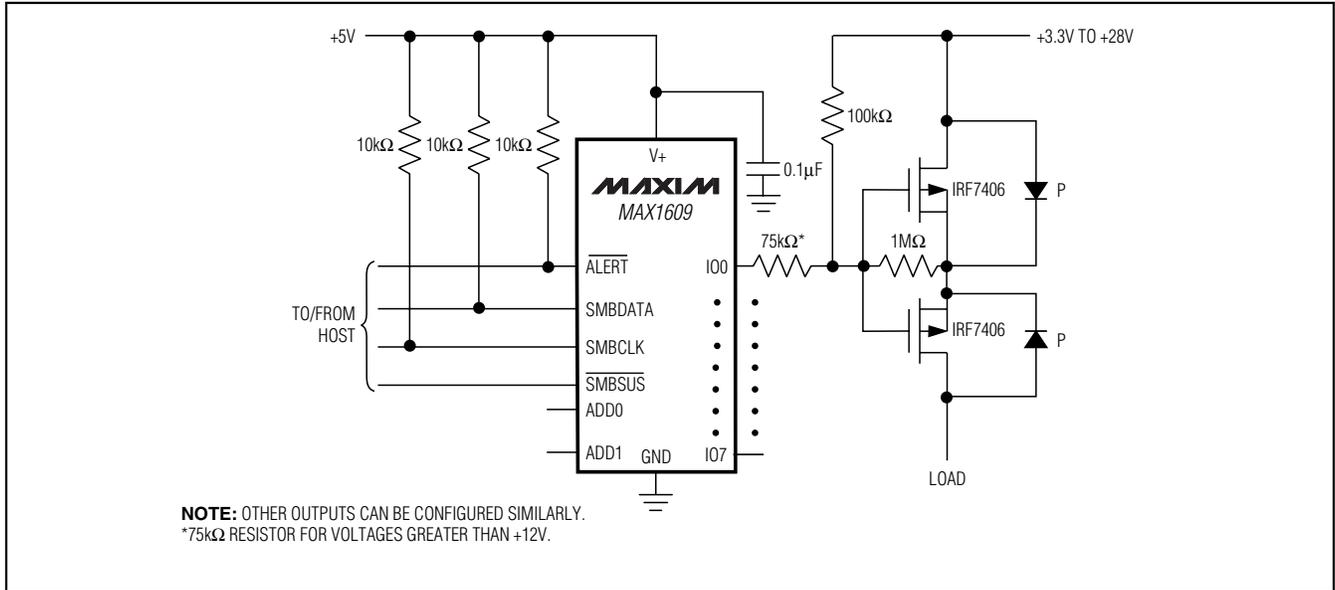 +5V
+3.3V TO +28V
10kΩ 10kΩ 10kΩ
100kΩ
V+
0.1µF
MAXIM
MAX1609
IRF7406
P
75kΩ*
1MΩ
ALERT
IO0
TO/FROM
HOST
SMBDATA
SMBCLK
SMBSUS
ADD0
ADD1
GND
IO7
IRF7406
P
LOAD
NOTE: OTHER OUTPUTS CAN BE CONFIGURED SIMILARLY.
*75kΩ RESISTOR FOR VOLTAGES GREATER THAN +12V.